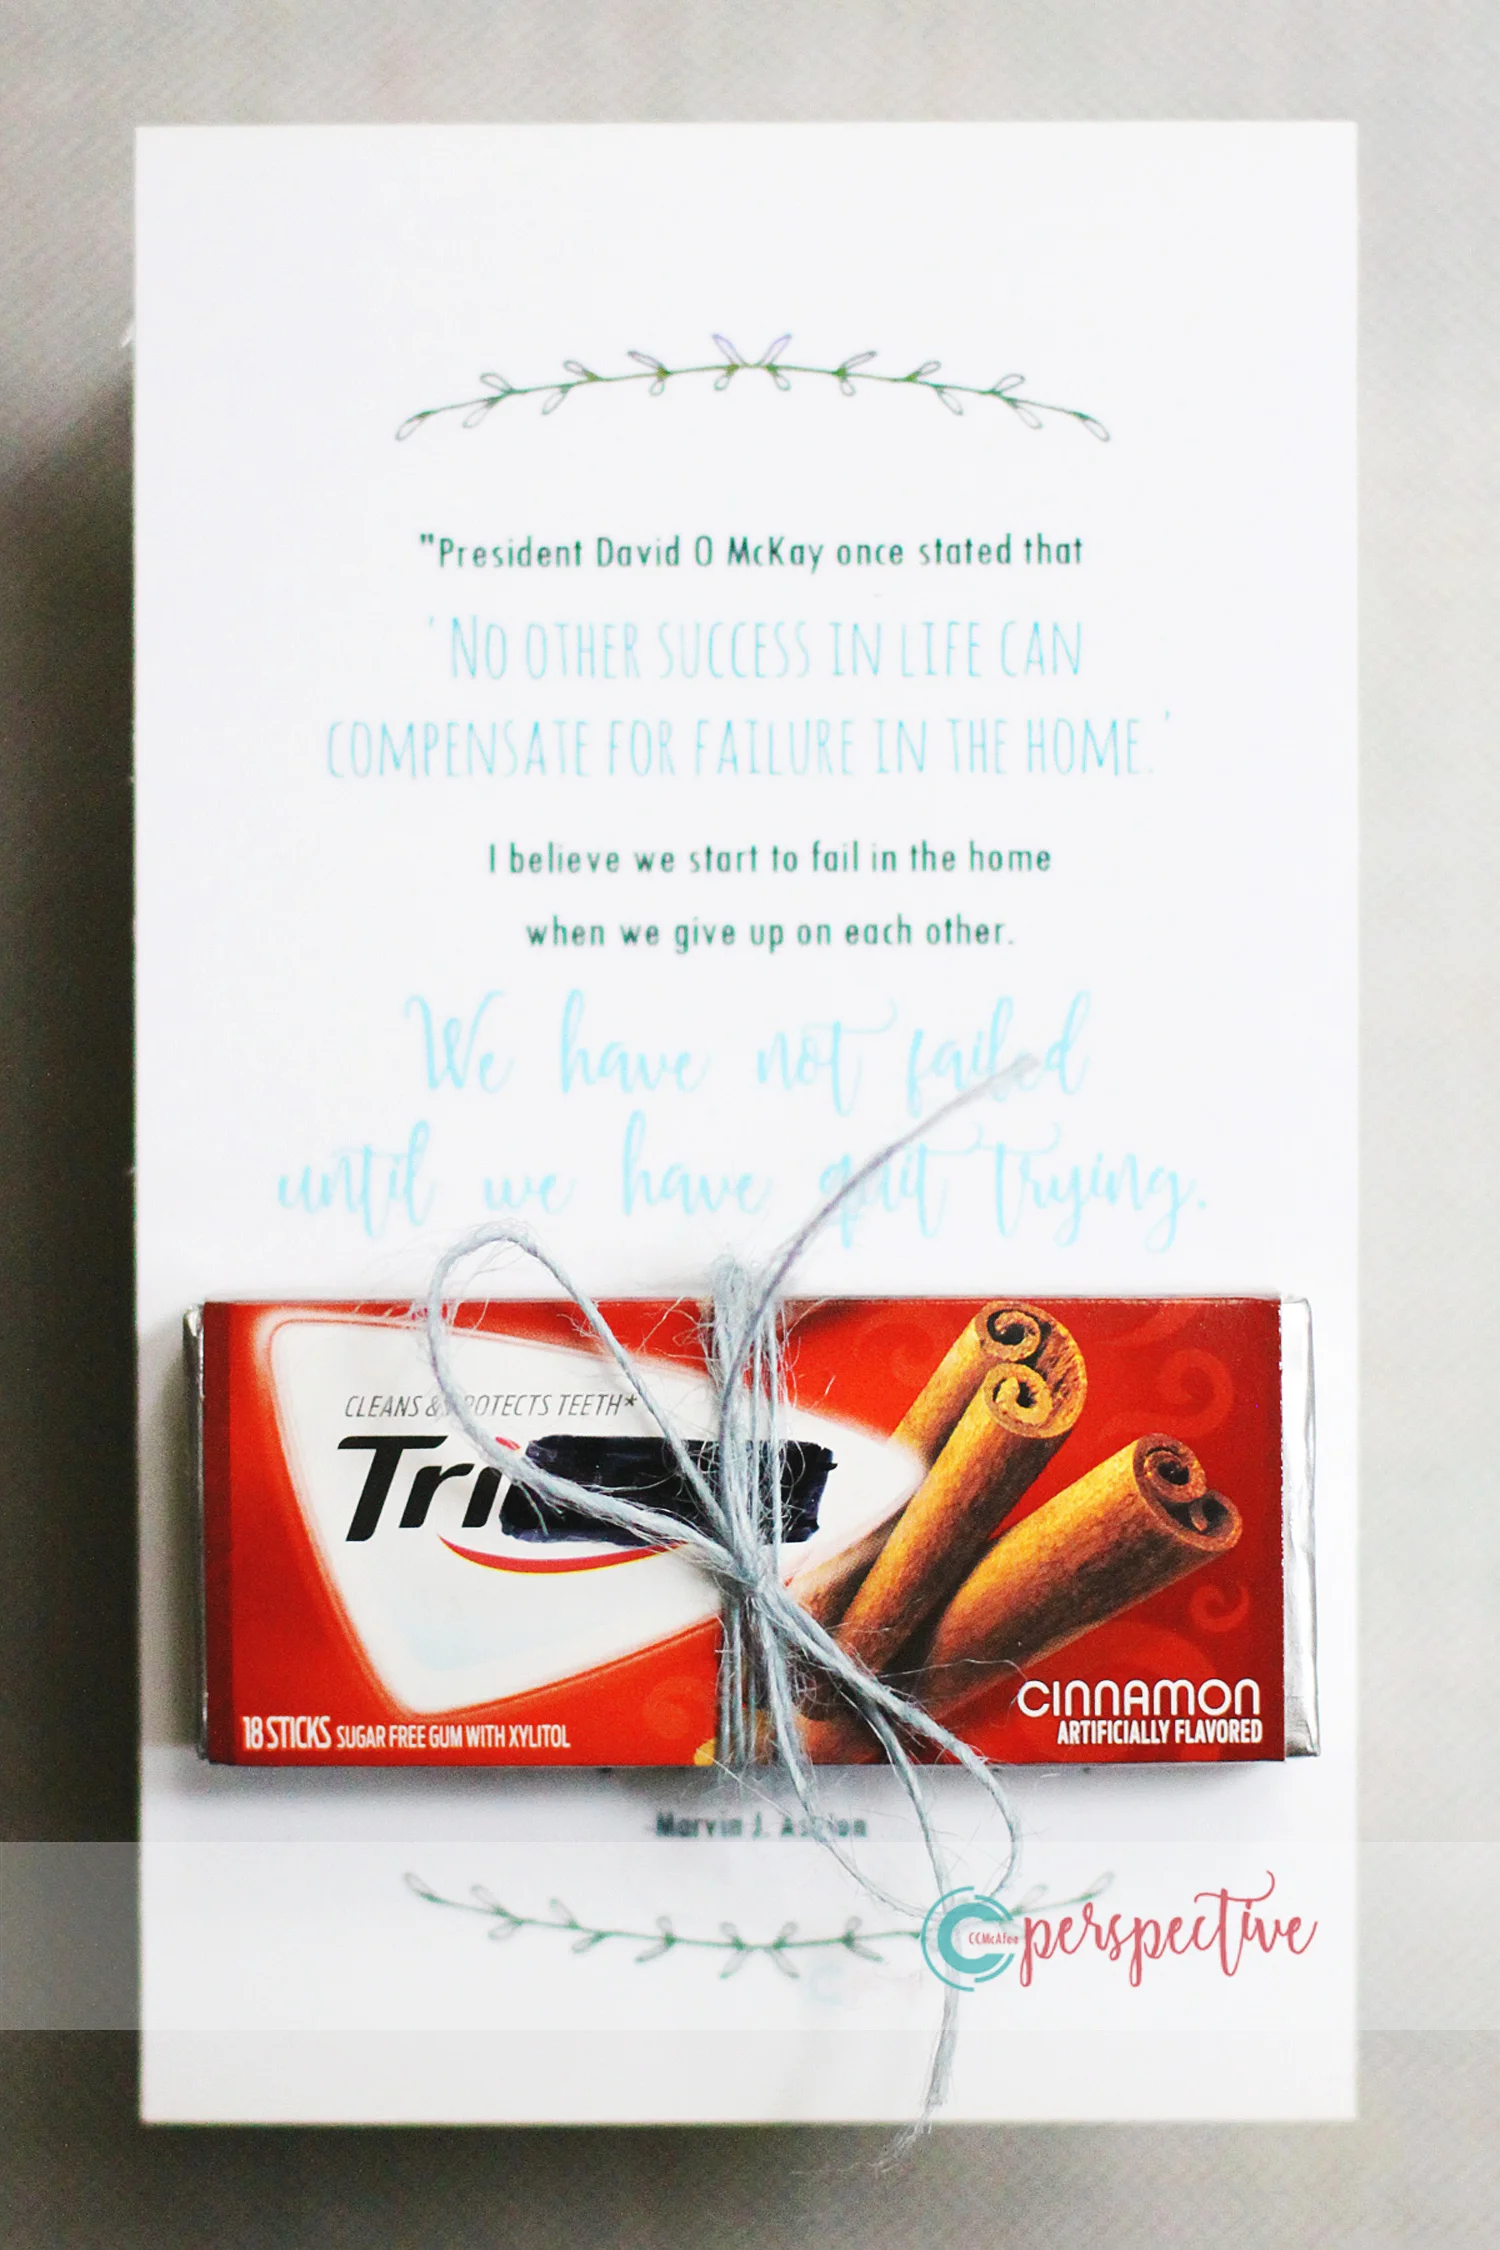 "President David O McKay once stated that
'NO OTHER SUCCESS IN LIFE CAN
COMPENSATE FOR FAILURE IN THE HOME.'
I believe we start to fail in the home
when we give up on each other.
We have not failed
until we have quit trying.
CLEANS & PROTECTS TEETH*
Tri
CINNAMON
ARTIFICIALLY FLAVORED
18 STICKS SUGAR FREE GUM WITH XYLITOL
-Marvin J. Ashton
CCMcAfee perspective